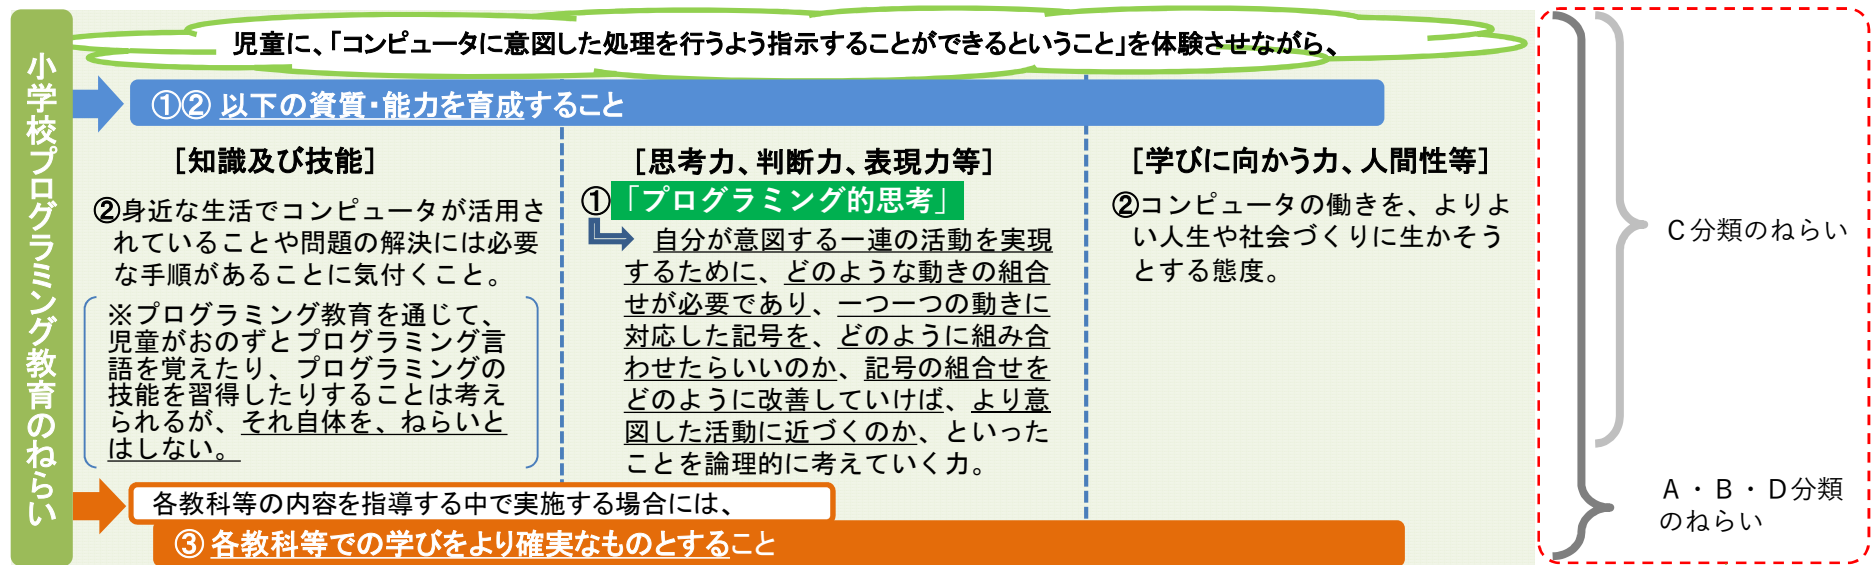 小学校プログラミング教育のねらい
児童に、「コンピュータに意図した処理を行うよう指示することができるということ」を体験させながら、
①② 以下の資質・能力を育成すること
[知識及び技能]
②身近な生活でコンピュータが活用さ
れていることや問題の解決には必要
な手順があることに気付くこと。
※プログラミング教育を通じて、
児童がおのずとプログラミング言
語を覚えたり、プログラミングの
技能を習得したりすることは考え
られるが、それ自体を、ねらいと
はしない。
[思考力、判断力、表現力等]
①「プログラミング的思考」
自分が意図する一連の活動を実現
するために、どのような動きの組合
せが必要であり、一つ一つの動きに
対応した記号を、どのように組み合
わせたらいいのか、記号の組合せを
どのように改善していけば、より意
図した活動に近づくのか、といった
ことを論理的に考えていく力。
[学びに向かう力、人間性等]
②コンピュータの働きを、よりよ
い人生や社会づくりに生かそう
とする態度。
各教科等の内容を指導する中で実施する場合には、
③ 各教科等での学びをより確実なものとすること
C分類のねらい
A・B・D分類
のねらい